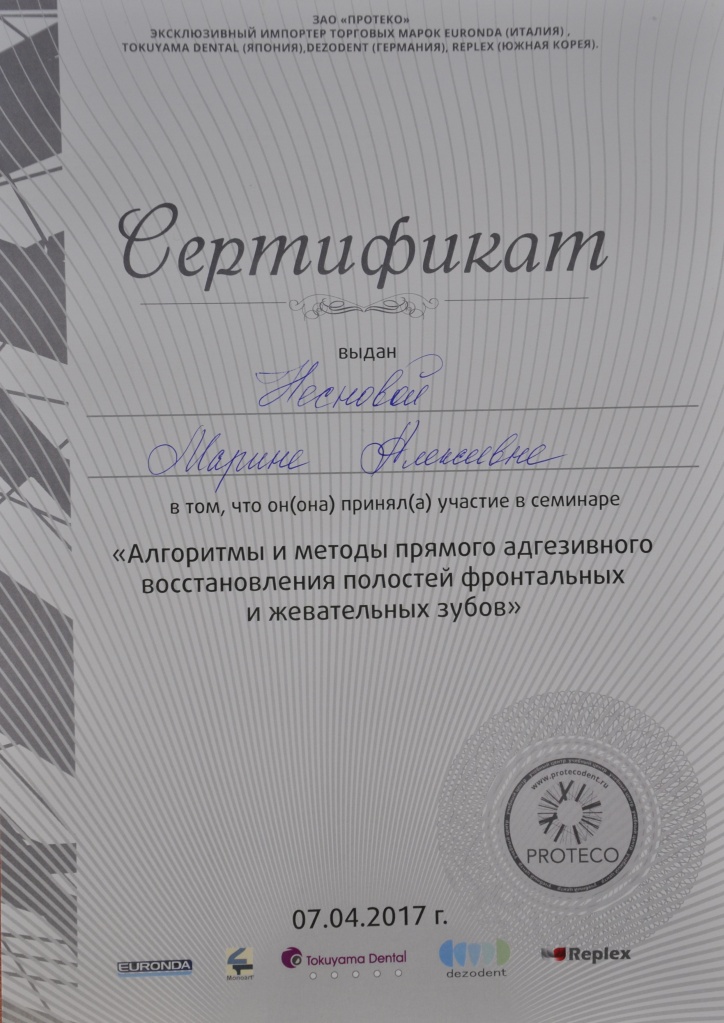 ЗАО «ПРОТЕКО»
ЭКСКЛЮЗИВНЫЙ ИМПОРТЕР ТОРГОВЫХ МАРОК EURONDA (ИТАЛИЯ) ,
TOKUYAMA DENTAL (ЯПОНИЯ),DEZODENT (ГЕРМАНИЯ), REPLEX (ЮЖНАЯ КОРЕЯ).
Сертификат
выдан
Несновой
Марине Алексеевне
в том, что он(она) принял(а) участие в семинаре
«Алгоритмы и методы прямого адгезивного
восстановления полостей фронтальных
и жевательных зубов»
www.protecodent.ru
PROTECO
07.04.2017 г.
EURONDA
Monoart
Tokuyama Dental
dezodent
Replex